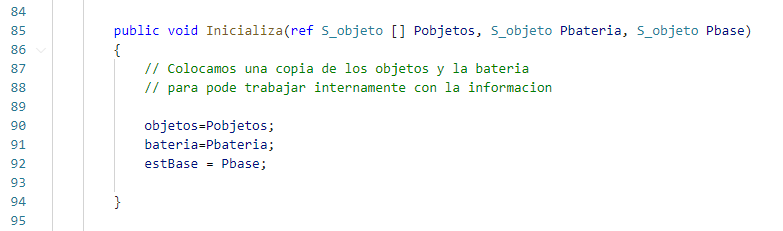 84
85 public void Inicializa(ref S_objeto [] Pobjetos, S_objeto Pbateria, S_objeto Pbase)
86 {
87 // Colocamos una copia de los objetos y la bateria
88 // para pode trabajar internamente con la informacion
89
90 objetos=Pobjetos;
91 bateria=Pbateria;
92 estBase = Pbase;
93
94 }
95